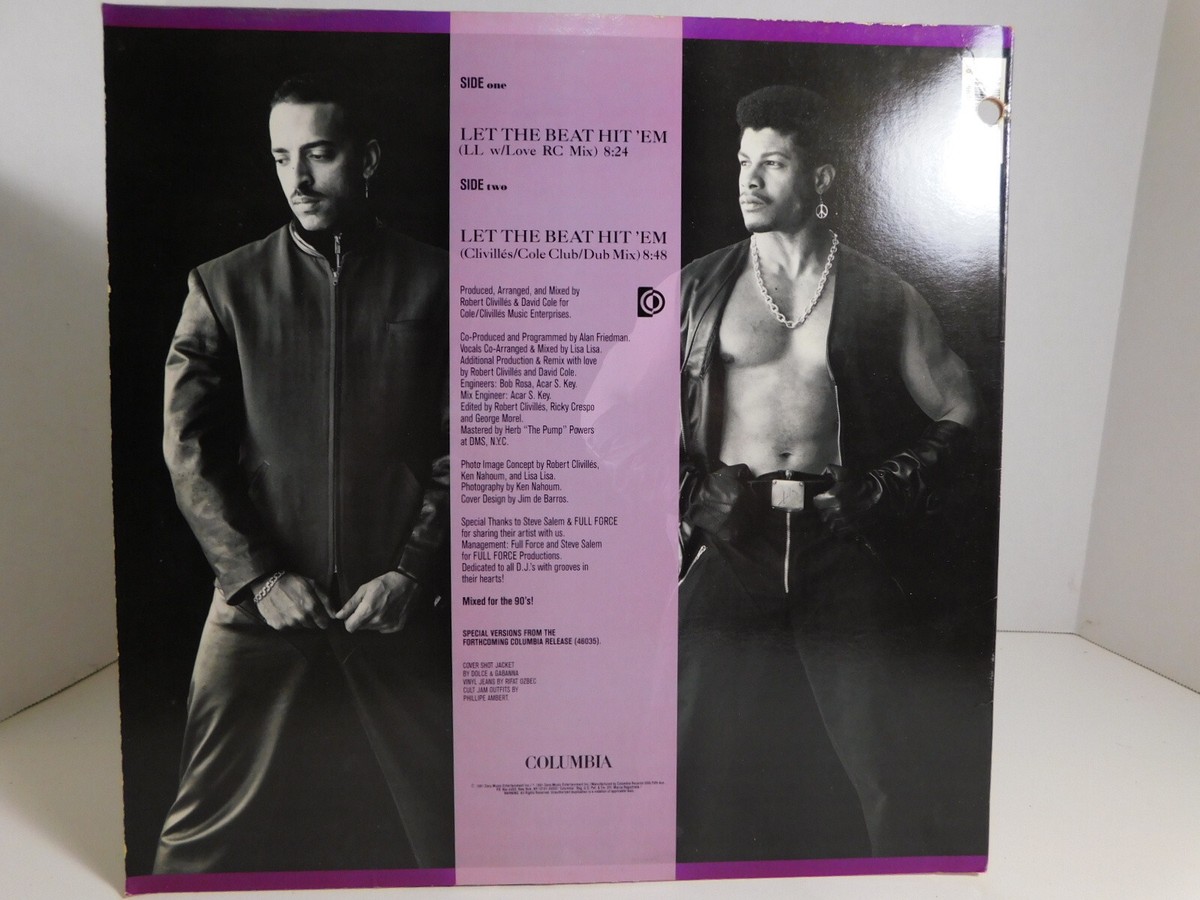 SIDE one
LET THE BEAT HIT 'EM
(LL w/Love RC Mix) 8:24
SIDE two
LET THE BEAT HIT 'EM
(Clivillés/Cole Club/Dub Mix) 8:48
Produced, Arranged, and Mixed by
Robert Clivillés & David Cole for
Cole/Clivillés Music Enterprises.
Co-Produced and Programmed by Alan Friedman.
Vocals Co-Arranged & Mixed by Lisa Lisa.
Additional Production & Remix with love
by Robert Clivillés and David Cole.
Engineers: Bob Rosa, Acar S. Key.
Mix Engineer: Acar S. Key.
Edited by Robert Clivillés, Ricky Crespo
and George Morel.
Mastered by Herb "The Pump" Powers
at DMS, N.Y.C.
Photo Image Concept by Robert Clivillés,
Ken Nahoum, and Lisa Lisa.
Photography by Ken Nahoum.
Cover Design by Jim de Barros.
Special Thanks to Steve Salem & FULL FORCE
for sharing their artist with us.
Management: Full Force and Steve Salem
for FULL FORCE Productions.
Dedicated to all D.J.'s with grooves in
their hearts!
Mixed for the 90's!
SPECIAL VERSIONS FROM THE
FORTHCOMING COLUMBIA RELEASE (46035).
COVER SHOT JACKET
BY DOLCE & GABANNA
VINYL JEANS BY RIFAT OZBEC
CULT JAM OUTFITS BY
PHILLIPE AMBERT
COLUMBIA